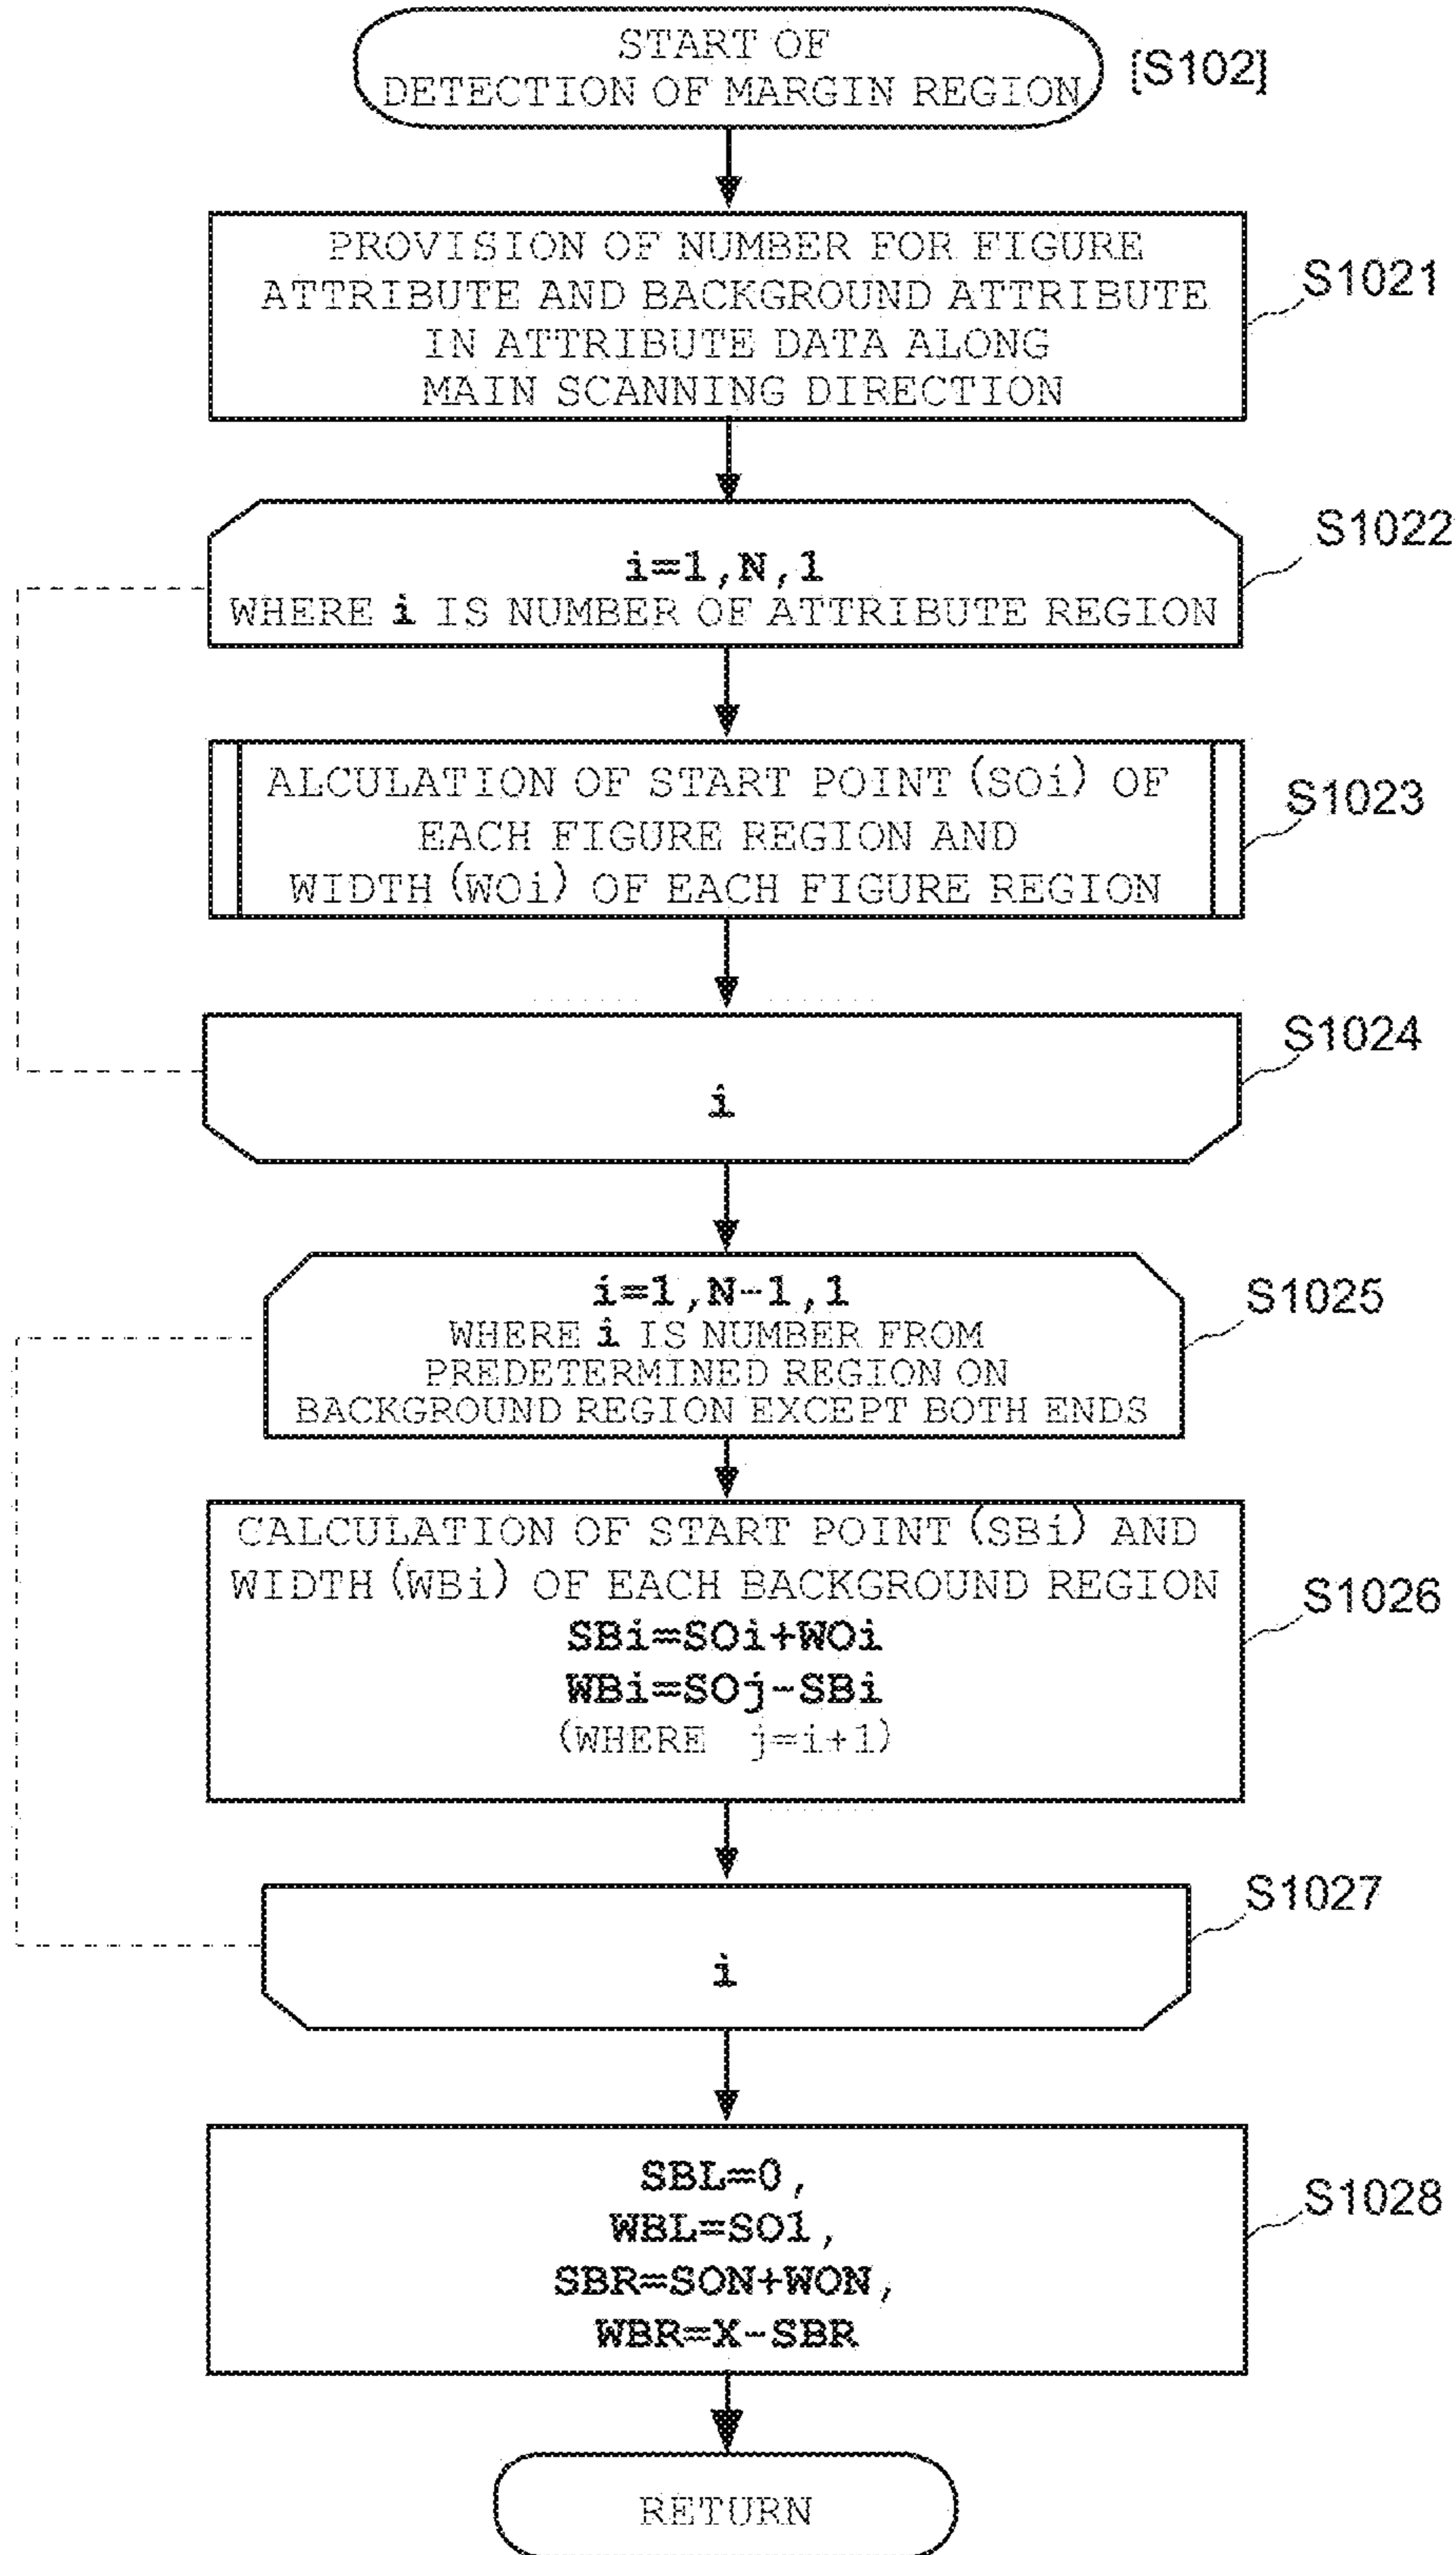 START OF
DETECTION OF MARGIN REGION
[S102]
PROVISION OF NUMBER FOR FIGURE
ATTRIBUTE AND BACKGROUND ATTRIBUTE
IN ATTRIBUTE DATA ALONG
MAIN SCANNING DIRECTION
S1021
i=1,N,1
WHERE i IS NUMBER OF ATTRIBUTE REGION
S1022
ALCULATION OF START POINT (SOi) OF
EACH FIGURE REGION AND
WIDTH (WOi) OF EACH FIGURE REGION
S1023
i
S1024
i=1,N-1,1
WHERE i IS NUMBER FROM
PREDETERMINED REGION ON
BACKGROUND REGION EXCEPT BOTH ENDS
S1025
CALCULATION OF START POINT (SBi) AND
WIDTH (WBi) OF EACH BACKGROUND REGION
SBi=SOi+WOi
WBi=SOj-SBi
(WHERE j=i+1)
S1026
i
S1027
SBL=0,
WBL=SO1,
SBR=SON+WON,
WBR=X-SBR
S1028
RETURN